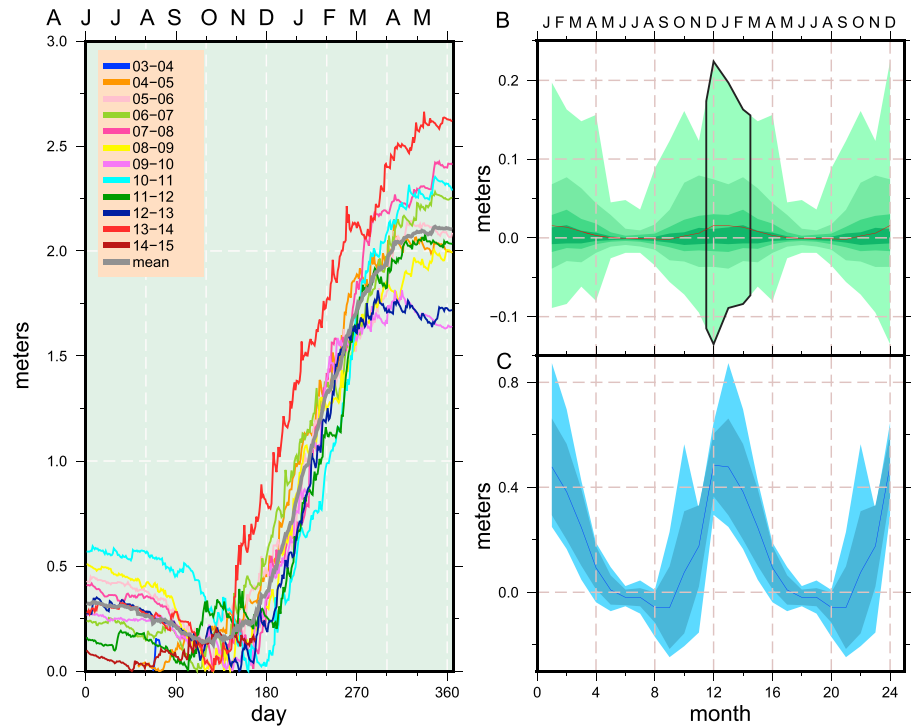 A J J A S O N D J F M A M
3.0
2.5
2.0
1.5
1.0
0.5
0.0
meters
03−04
04−05
05−06
06−07
07−08
08−09
09−10
10−11
11−12
12−13
13−14
14−15
mean
0 90 180 270 360
day
B J F M A M J J A S O N D J F M A M J J A S O N D
0.2
0.1
0.0
−0.1
meters
C
0.8
0.4
0.0
meters
0 4 8 12 16 20 24
month